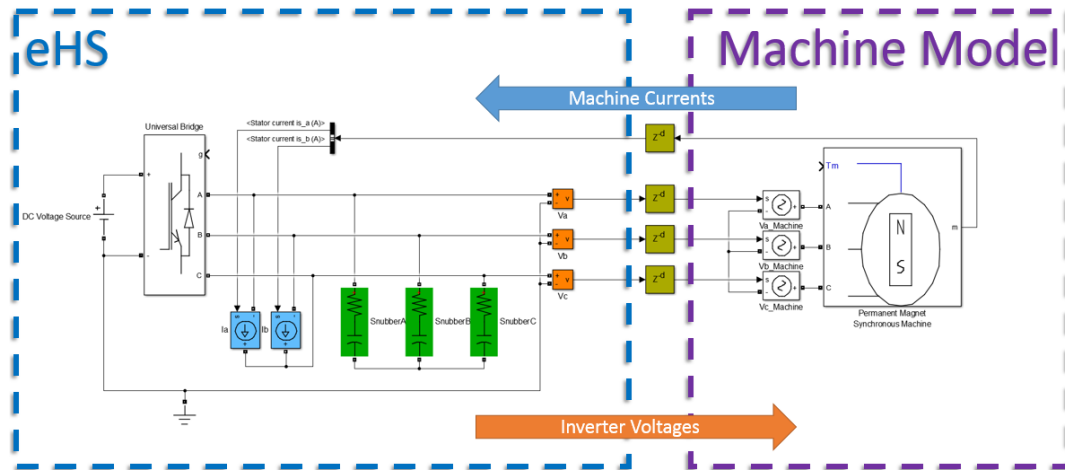 eHS
Machine Model
Machine Currents
<Stator current is_a (A)>
<Stator current is_b (A)>
Universal Bridge
g
A
B
C
+
-
DC Voltage Source
+
Z-d
Z-d
Z-d
Z-d
+
-
v
Va
+
-
v
Vb
+
-
v
Vc
s
-
+
Va_Machine
s
-
+
Vb_Machine
s
-
+
Vc_Machine
Tm
A
B
C
m
N
S
Permanent Magnet
Synchronous Machine
Ia
Ib
SnubberA
SnubberB
SnubberC
Inverter Voltages